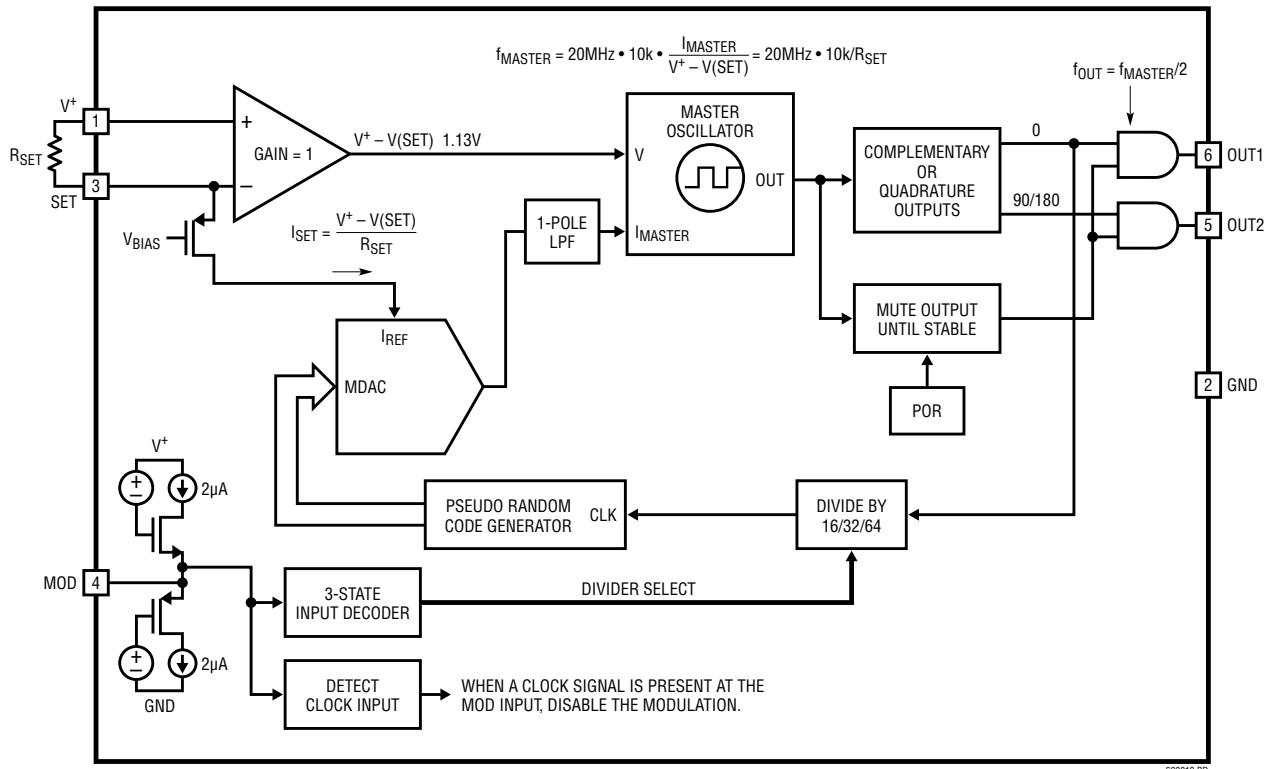 fMASTER = 20MHz • 10k • IMASTER / V+ – V(SET) = 20MHz • 10k/RSET
fOUT = fMASTER/2
V+
1
RSET
3
SET
+
GAIN = 1
–
V+ – V(SET) 1.13V
MASTER
OSCILLATOR
V
OUT
IMASTER
COMPLEMENTARY
OR
QUADRATURE
OUTPUTS
0
90/180
6 OUT1
5 OUT2
VBIAS
ISET = V+ – V(SET) / RSET
1-POLE
LPF
MUTE OUTPUT
UNTIL STABLE
IREF
MDAC
POR
2 GND
V+
+
–
2µA
PSEUDO RANDOM
CODE GENERATOR
CLK
DIVIDE BY
16/32/64
MOD 4
3-STATE
INPUT DECODER
DIVIDER SELECT
+
–
2µA
GND
DETECT
CLOCK INPUT
WHEN A CLOCK SIGNAL IS PRESENT AT THE
MOD INPUT, DISABLE THE MODULATION.